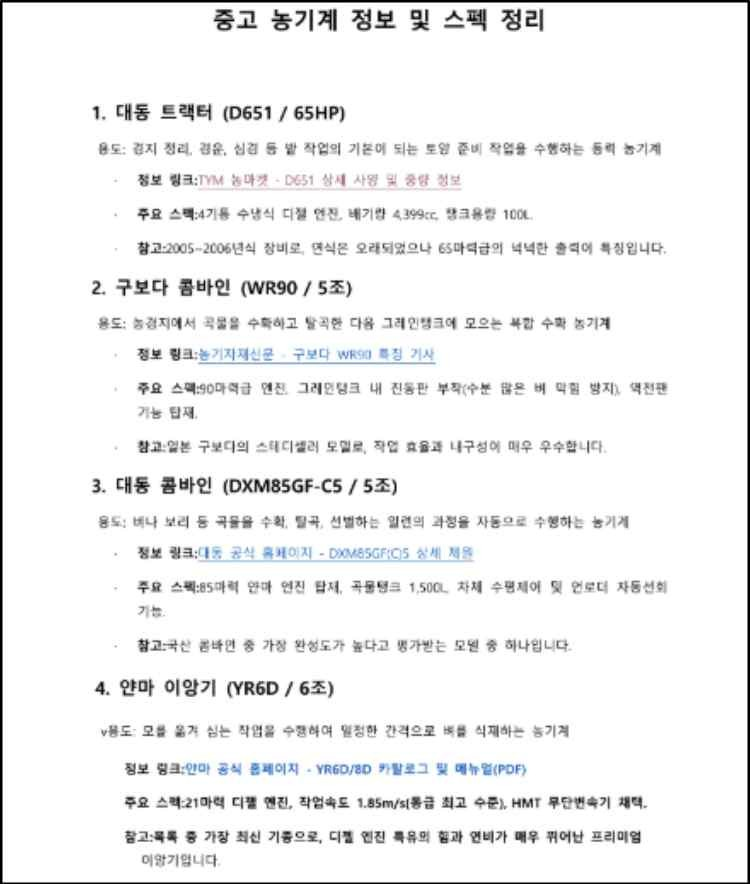 중고 농기계 정보 및 스펙 정리
1. 대동 트랙터 (D651 / 65HP)
용도: 경지 정리, 경운, 심경 등 밭 작업의 기본이 되는 토양 준비 작업을 수행하는 동력 농기계
· 정보 링크:TYM 농마켓 - D651 상세 사양 및 중량 정보
· 주요 스펙:4기통 수냉식 디젤 엔진, 배기량 4,399cc, 탱크용량 100L.
· 참고:2005~2006년식 장비로, 연식은 오래되었으나 65마력급의 넉넉한 출력이 특징입니다.
2. 구보다 콤바인 (WR90 / 5조)
용도: 농경지에서 곡물을 수확하고 탈곡한 다음 그레인탱크에 모으는 복합 수확 농기계
· 정보 링크:농기자재신문 - 구보다 WR90 특징 기사
· 주요 스펙:90마력급 엔진, 그레인탱크 내 진동판 부착(수분 많은 벼 막힘 방지), 역전팬
기능 탑재.
· 참고:일본 구보다의 스테디셀러 모델로, 작업 효율과 내구성이 매우 우수합니다.
3. 대동 콤바인 (DXM85GF-C5 / 5조)
용도: 벼나 보리 등 곡물을 수확, 탈곡, 선별하는 일련의 과정을 자동으로 수행하는 농기계
· 정보 링크:대동 공식 홈페이지 - DXM85GF(C)5 상세 제원
· 주요 스펙:85마력 얀마 엔진 탑재, 곡물탱크 1,500L, 차체 수평제어 및 언로더 자동선회
기능.
· 참고:국산 콤바인 중 가장 완성도가 높다고 평가받는 모델 중 하나입니다.
4. 얀마 이앙기 (YR6D / 6조)
v용도: 모를 옮겨 심는 작업을 수행하여 일정한 간격으로 벼를 식재하는 농기계
정보 링크:얀마 공식 홈페이지 - YR6D/8D 카탈로그 및 메뉴얼(PDF)
주요 스펙:21마력 디젤 엔진, 작업속도 1.85m/s(동급 최고 수준), HMT 무단변속기 채택.
참고:목록 중 가장 최신 기종으로, 디젤 엔진 특유의 힘과 연비가 매우 뛰어난 프리미엄
이앙기입니다.